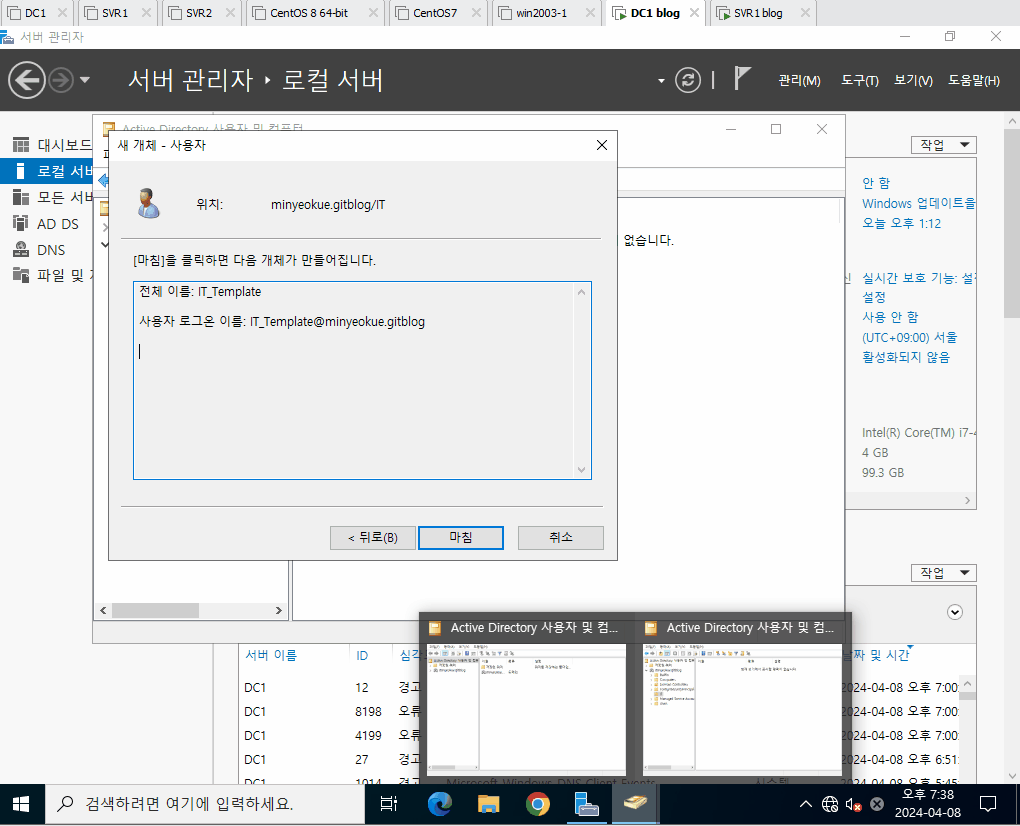 DC1
SVR1
SVR2
CentOS 8 64-bit
CentOS7
win2003-1
DC1 blog
SVR1 blog
서버 관리자
서버 관리자 ‣ 로컬 서버
관리(M)
도구(T)
보기(V)
도움말(H)
대시보드
로컬 서버
모든 서버
AD DS
DNS
파일 및
Active Directory 사용자 및 컴퓨터
새 개체 - 사용자
위치:
minyeokue.gitblog/IT
[마침]을 클릭하면 다음 개체가 만들어집니다.
전체 이름: IT_Template
사용자 로그온 이름: IT_Template@minyeokue.gitblog
< 뒤로(B)
마침
취소
없습니다.
작업
안 함
Windows 업데이트를
오늘 오후 1:12
실시간 보호 기능: 설정
설정
사용 안 함
(UTC+09:00) 서울
활성화되지 않음
Intel(R) Core(TM) i7-4
4 GB
99.3 GB
작업
Active Directory 사용자 및 컴...
Active Directory 사용자 및 컴...
서버 이름
ID
심각
날짜 및 시간
DC1 12 경고 2024-04-08 오후 7:00:
DC1 8198 오류 2024-04-08 오후 7:00:
DC1 4199 오류 2024-04-08 오후 7:00:
DC1 27 경고 2024-04-08 오후 6:51:
DC1 1014 경고 Microsoft-Windows-DNS Client Events 시스템 2024-04-08 오후 5:45:
검색하려면 여기에 입력하세요.
오후 7:38
2024-04-08